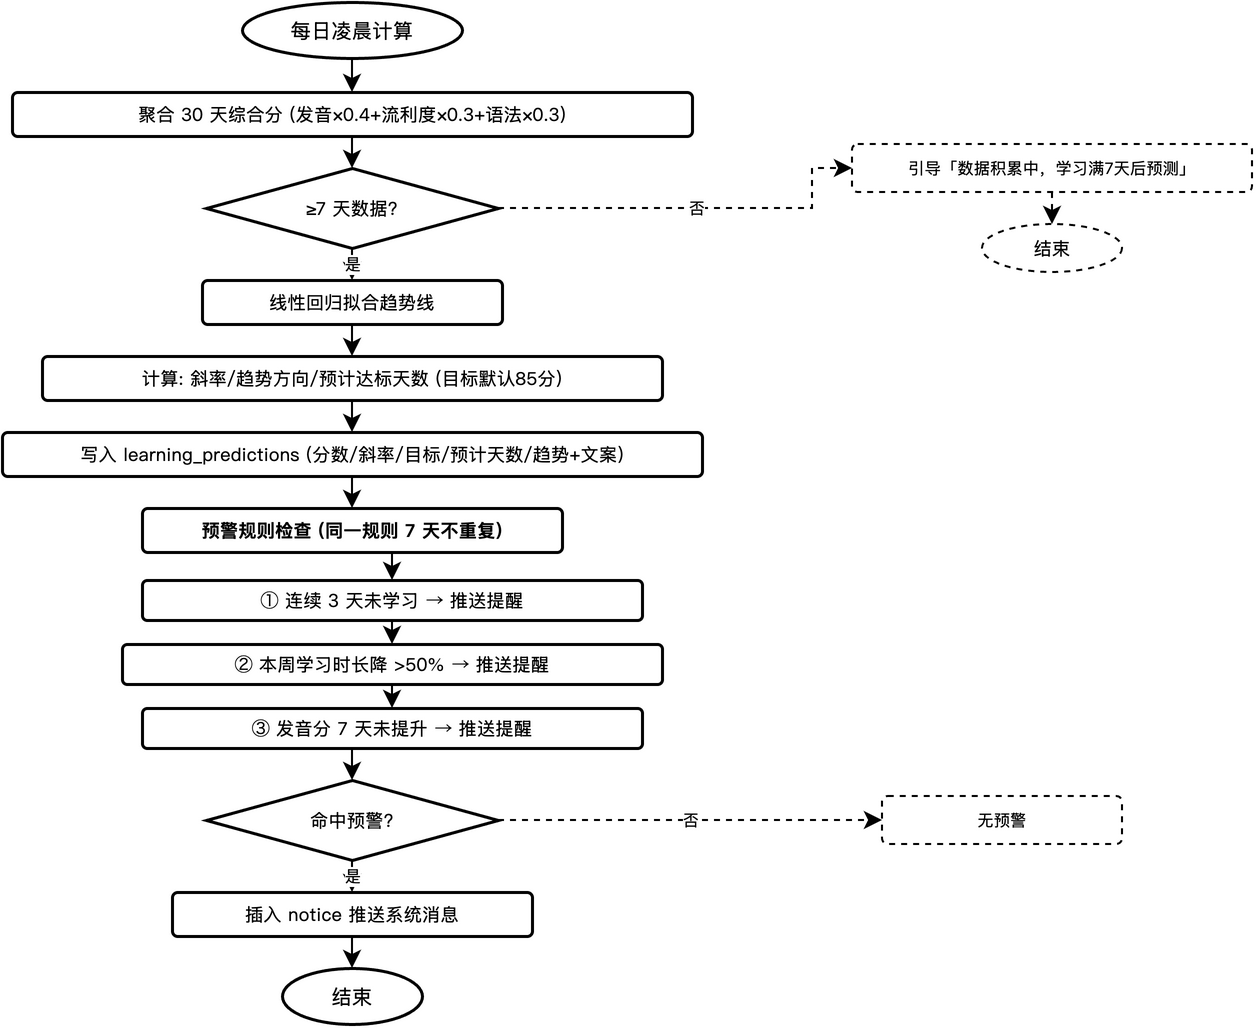 每日凌晨计算
聚合 30 天综合分 (发音×0.4+流利度×0.3+语法×0.3)
≥7 天数据?
否
引导「数据积累中，学习满7天后预测」
结束
是
线性回归拟合趋势线
计算: 斜率/趋势方向/预计达标天数 (目标默认85分)
写入 learning_predictions (分数/斜率/目标/预计天数/趋势+文案)
预警规则检查 (同一规则 7 天不重复)
① 连续 3 天未学习 → 推送提醒
② 本周学习时长降 >50% → 推送提醒
③ 发音分 7 天未提升 → 推送提醒
命中预警?
否
无预警
是
插入 notice 推送系统消息
结束